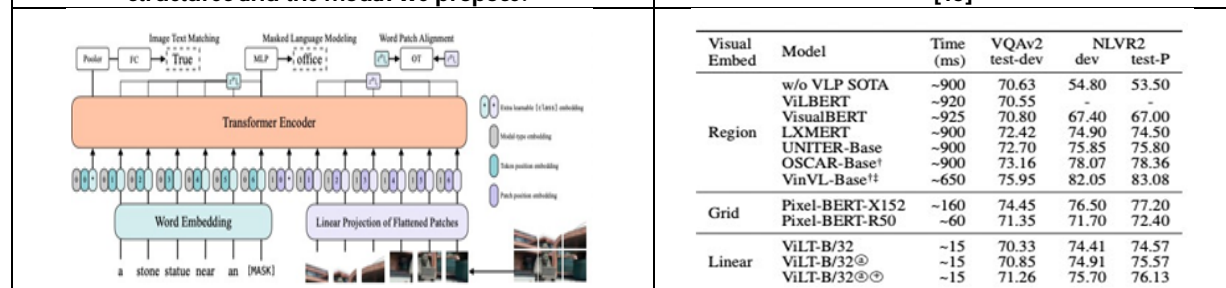 structures and the modal we propose.
[18]
Image Text Matching
Masked Language Modeling
Word Patch Alignment
Pooler
FC
True
MLP
office
OT
Transformer Encoder
Extra learnable [class] embedding
Modal-type embedding
Token position embedding
Patch position embedding
Word Embedding
Linear Projection of Flattened Patches
a stone statue near an [MASK]
Visual Embed Model Time (ms) VQAv2 test-dev NLVR2 dev test-P
Region
w/o VLP SOTA ~900 70.63 54.80 53.50
ViLBERT ~920 70.55 - -
VisualBERT ~925 70.80 67.40 67.00
LXMERT ~900 72.42 74.90 74.50
UNITER-Base ~900 72.70 75.85 75.80
OSCAR-Base† ~900 73.16 78.07 78.36
VinVL-Base†‡ ~650 75.95 82.05 83.08
Grid
Pixel-BERT-X152 ~160 74.45 76.50 77.20
Pixel-BERT-R50 ~60 71.35 71.70 72.40
Linear
ViLT-B/32 ~15 70.33 74.41 74.57
ViLT-B/32ⓐ ~15 70.85 74.91 75.57
ViLT-B/32ⓐ⊕ ~15 71.26 75.70 76.13